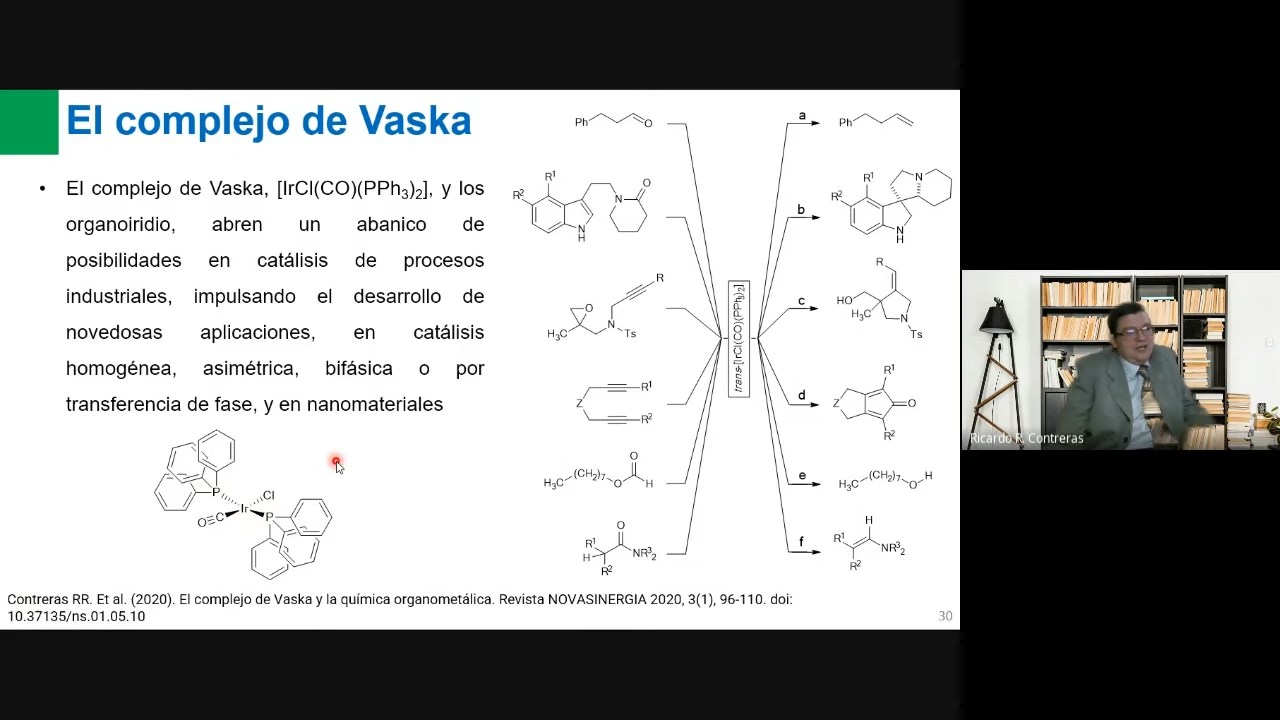 El complejo de Vaska
• El complejo de Vaska, [IrCl(CO)(PPh3)2], y los
organoiridio, abren un abanico de
posibilidades en catálisis de procesos
industriales, impulsando el desarrollo de
novedosas aplicaciones, en catálisis
homogénea, asimétrica, bifásica o por
transferencia de fase, y en nanomateriales
P
Cl
Ir
O≡C
P
Ph
O
a
Ph
R1
R2
N
O
N
H
b
R1
R2
N
N
H
R
O
H3C
N
Ts
c
R
HO
H3C
N
Ts
trans-[IrCl(CO)(PPh3)2]
R1
Z
R2
d
R1
Z
O
R2
O
H3C
(CH2)7
O
H
e
H3C
(CH2)7
O
H
O
R1
H
NR32
R2
f
H
R1
NR32
R2
Ricardo R. Contreras
Contreras RR. Et al. (2020). El complejo de Vaska y la química organometálica. Revista NOVASINERGIA 2020, 3(1), 96-110. doi:
10.37135/ns.01.05.10
30